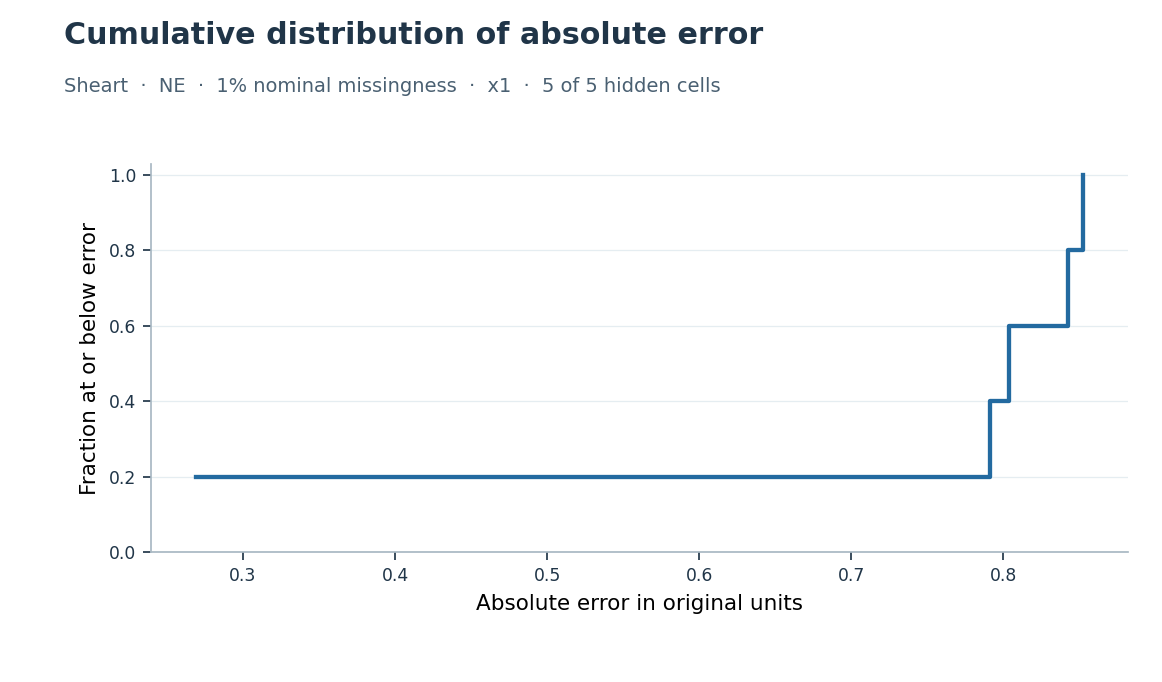 Cumulative distribution of absolute error
Sheart · NE · 1% nominal missingness · x1 · 5 of 5 hidden cells
Fraction at or below error
1.0
0.8
0.6
0.4
0.2
0.0
0.3 0.4 0.5 0.6 0.7 0.8
Absolute error in original units